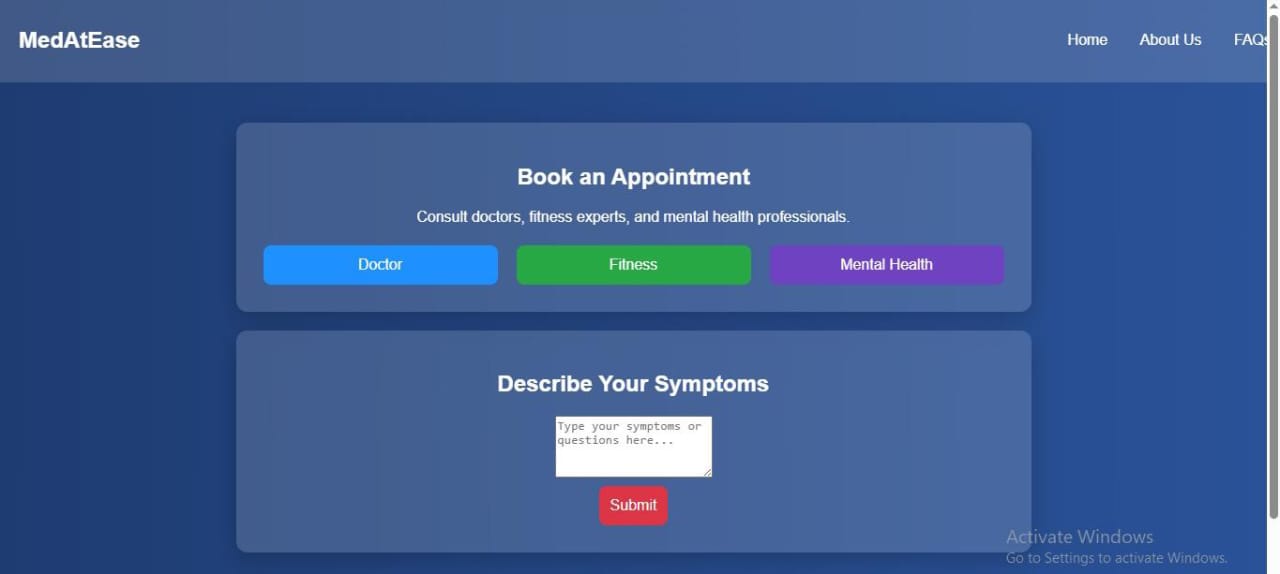 MedAtEase
Home About Us FAQs
Book an Appointment
Consult doctors, fitness experts, and mental health professionals.
Doctor Fitness Mental Health
Describe Your Symptoms
Type your symptoms or
questions here...
Submit
Activate Windows
Go to Settings to activate Windows.